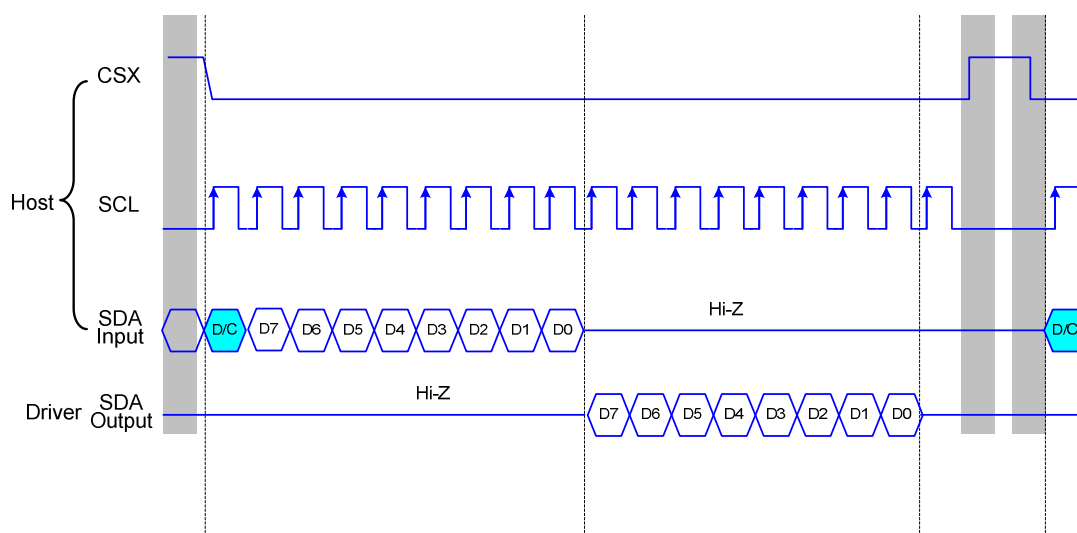 CSX
Host
SCL
SDA
Input
D/C
D7
D6
D5
D4
D3
D2
D1
D0
Hi-Z
D/C
Driver
SDA
Output
Hi-Z
D7
D6
D5
D4
D3
D2
D1
D0